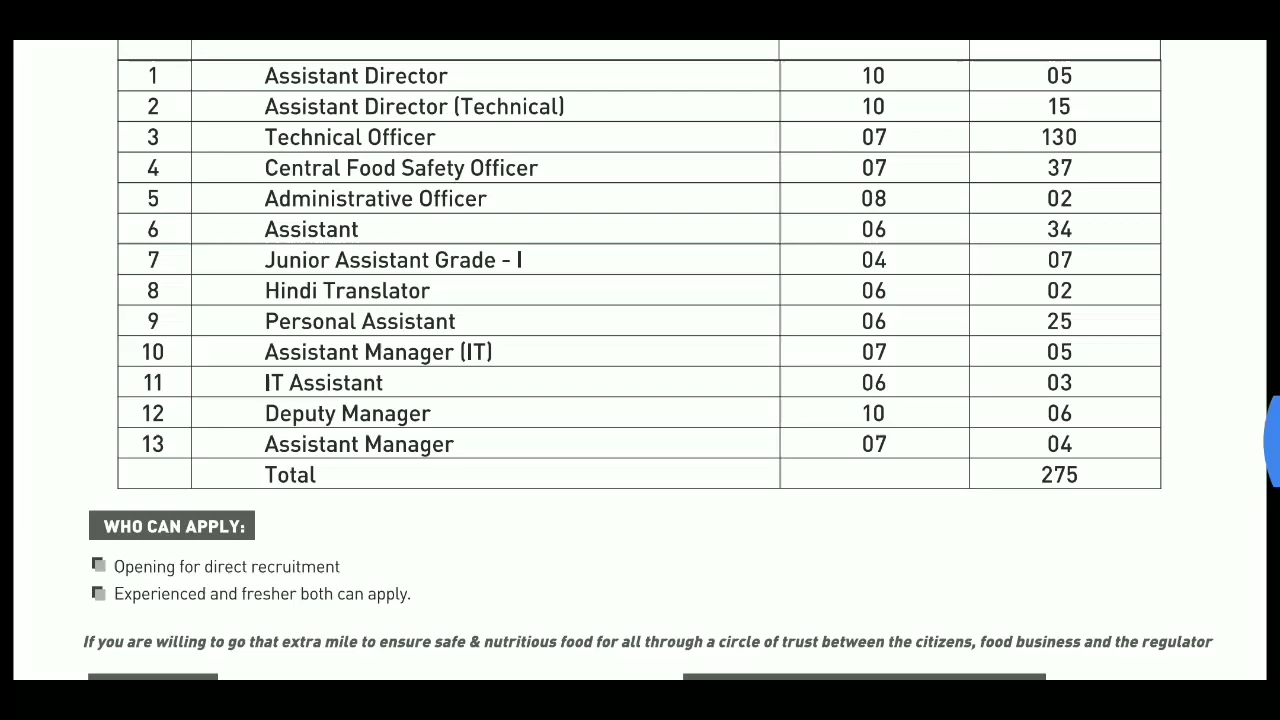 1 Assistant Director 10 05
2 Assistant Director (Technical) 10 15
3 Technical Officer 07 130
4 Central Food Safety Officer 07 37
5 Administrative Officer 08 02
6 Assistant 06 34
7 Junior Assistant Grade - I 04 07
8 Hindi Translator 06 02
9 Personal Assistant 06 25
10 Assistant Manager (IT) 07 05
11 IT Assistant 06 03
12 Deputy Manager 10 06
13 Assistant Manager 07 04
Total 275
WHO CAN APPLY:
Opening for direct recruitment
Experienced and fresher both can apply.
If you are willing to go that extra mile to ensure safe & nutritious food for all through a circle of trust between the citizens, food business and the regulator